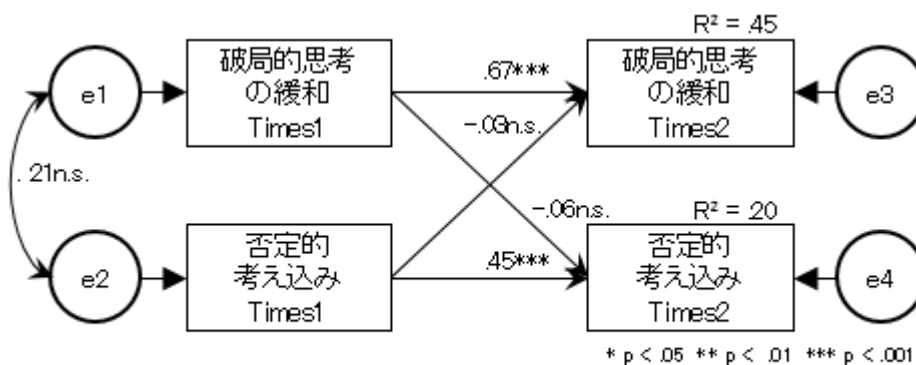 R² = .45
e1
破局的思考
の緩和
Times1
.67***
破局的思考
の緩和
Times2
e3
-.03n.s.
.21n.s.
-.06n.s.
R² = .20
e2
否定的
考え込み
Times1
.45***
否定的
考え込み
Times2
e4
* p < .05 ** p < .01 *** p < .001